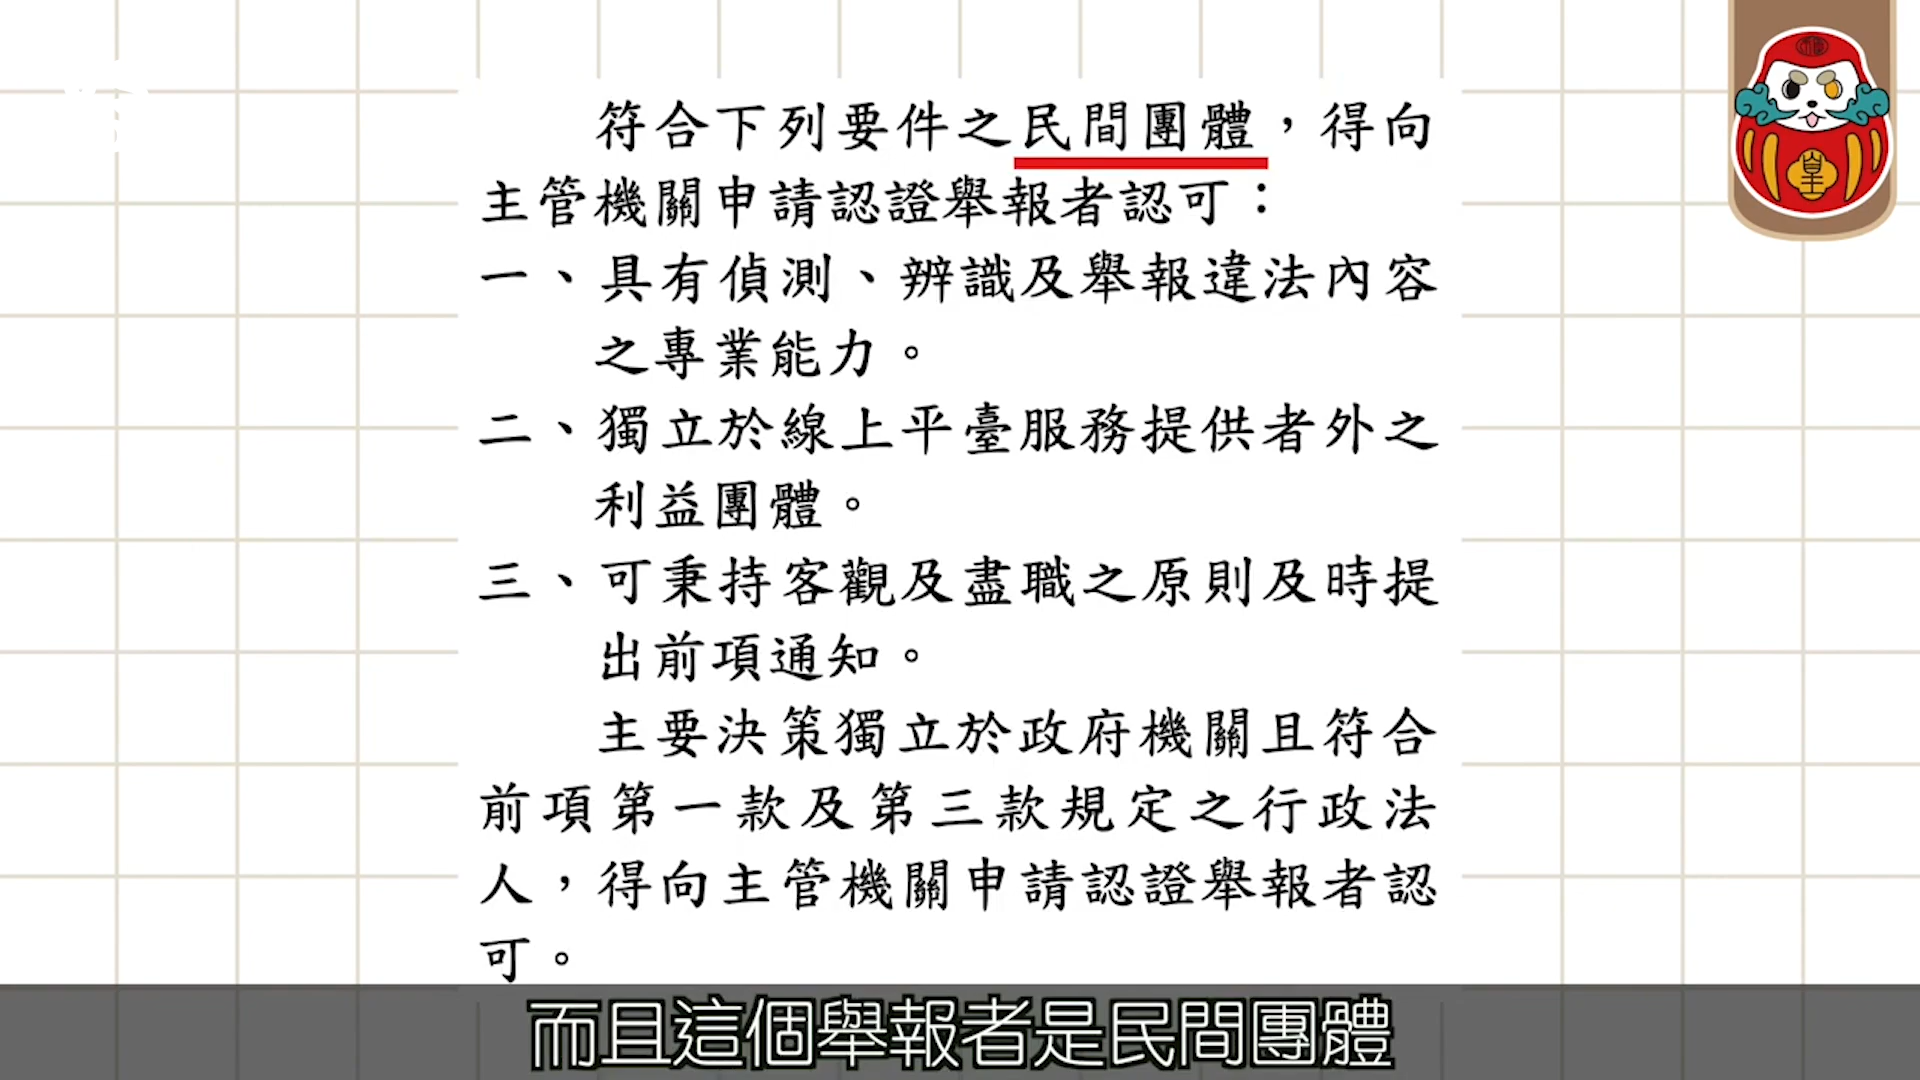 符合下列要件之民間團體，得向
主管機關申請認證舉報者認可：
一、具有偵測、辨識及舉報違法內容
之專業能力。
二、獨立於線上平臺服務提供者外之
利益團體。
三、可秉持客觀及盡職之原則及時提
出前項通知。
主要決策獨立於政府機關且符合
前項第一款及第三款規定之行政法
人，得向主管機關申請認證舉報者認
可。
而且這個舉報者是民間團體
皇